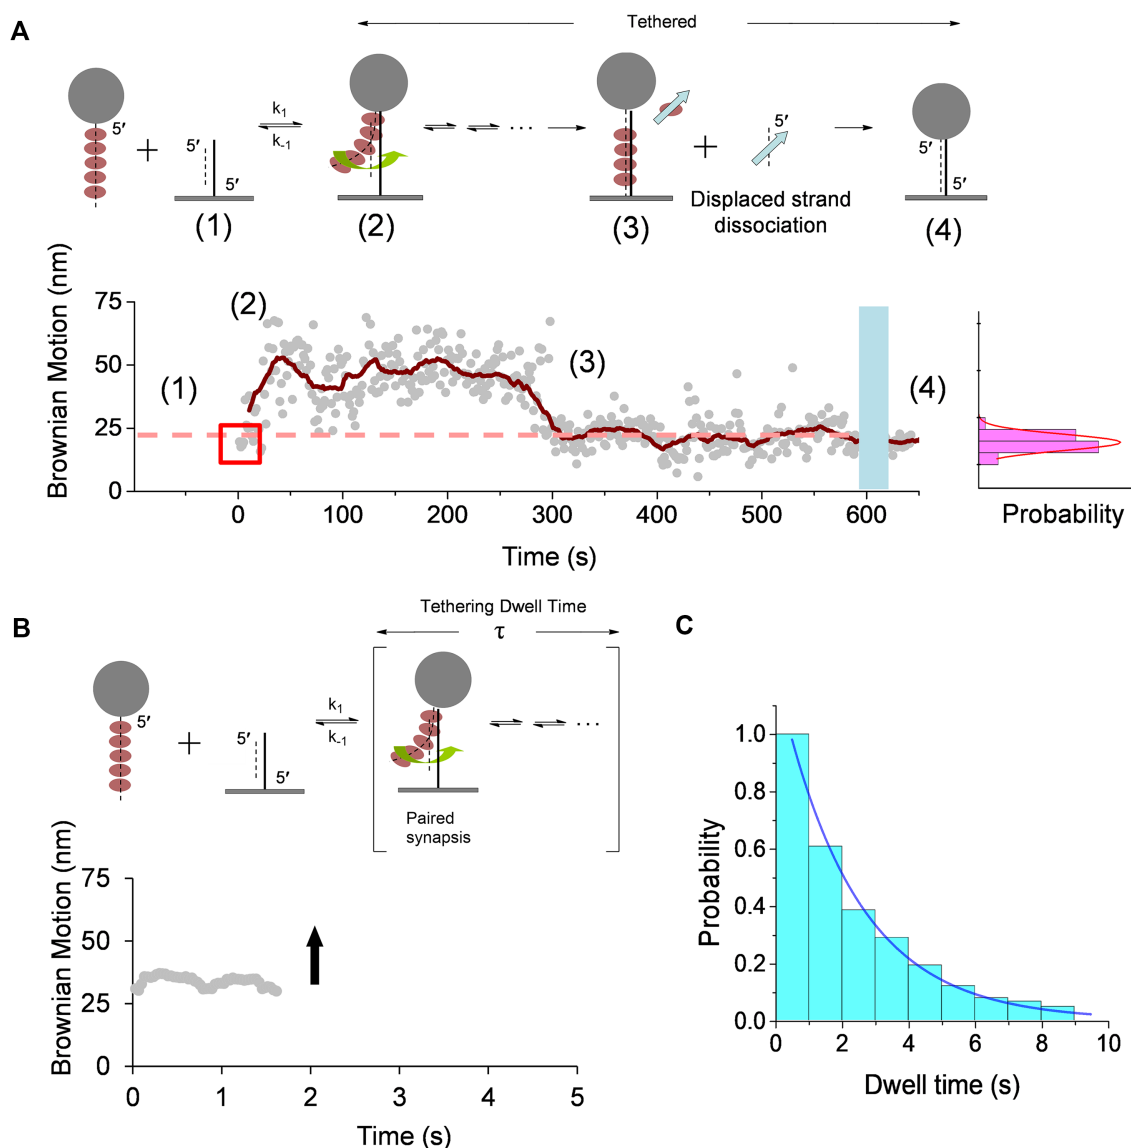 A
Tethered
5′
+
5′
5′
k1
k-1
···
+
5′
5′
5′
Displaced strand
dissociation
(1)
(2)
(3)
(4)
Brownian Motion (nm)
75
50
25
0
(1)
(2)
(3)
(4)
0
100
200
300
400
500
600
Time (s)
Probability
B
Tethering Dwell Time
τ
5′
+
5′
5′
k1
k-1
···
Paired
synapsis
Brownian Motion (nm)
75
50
25
0
0
1
2
3
4
5
Time (s)
C
Probability
1.0
0.8
0.6
0.4
0.2
0.0
0
2
4
6
8
10
Dwell time (s)